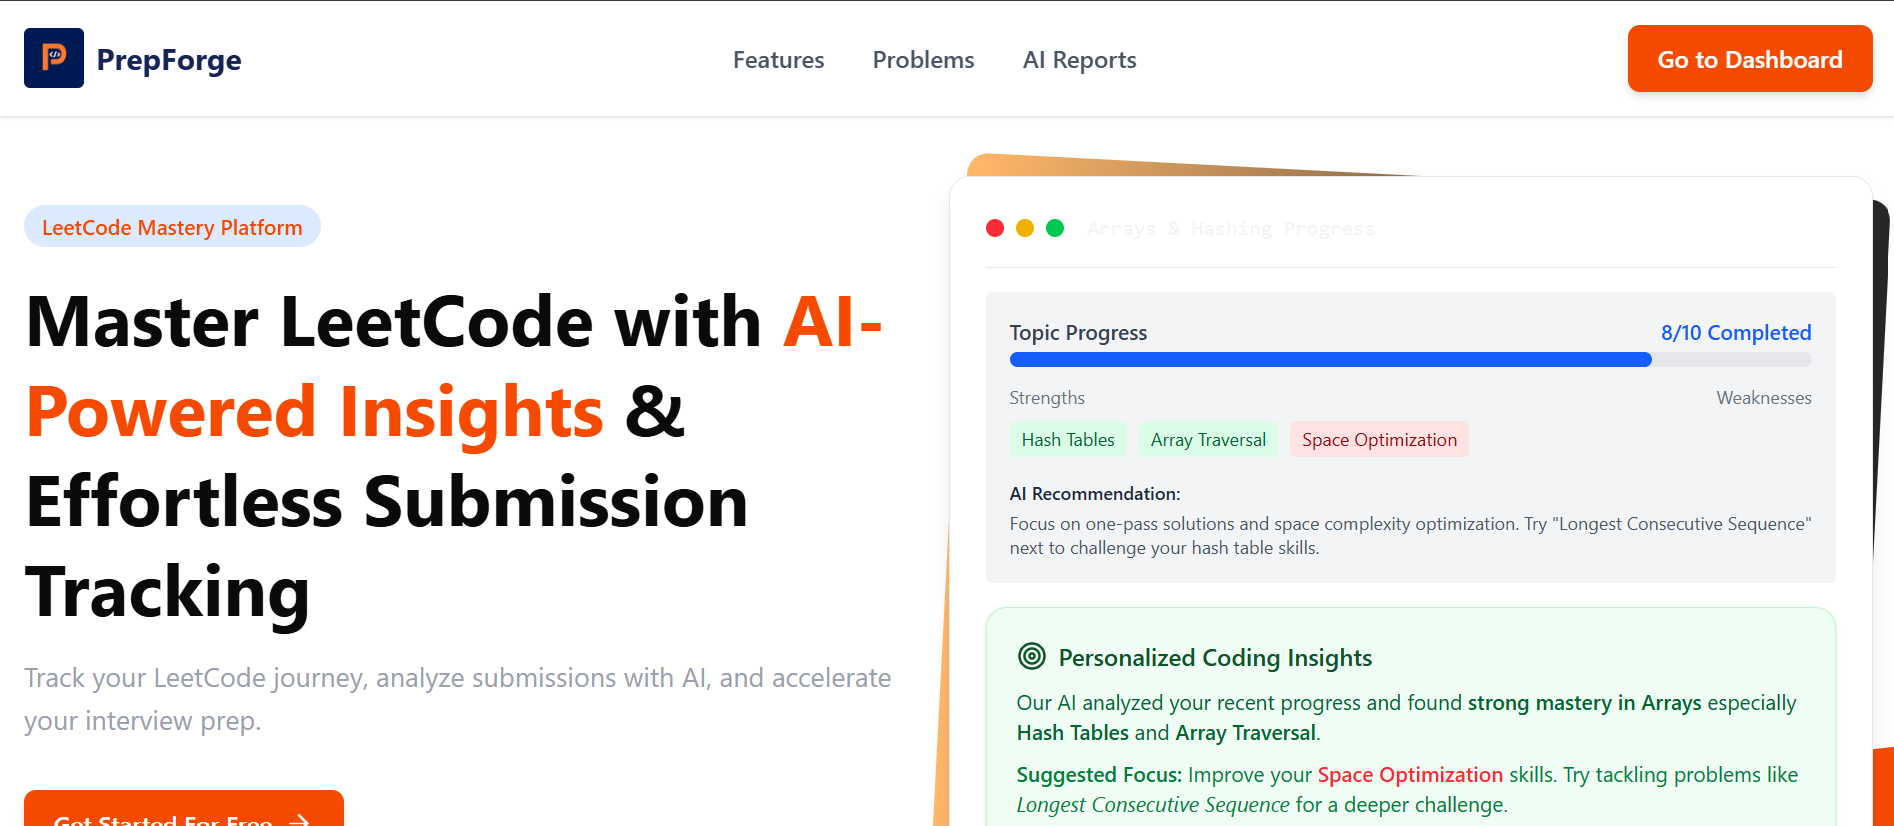 PrepForge
Features
Problems
AI Reports
Go to Dashboard
LeetCode Mastery Platform
Master LeetCode with AI-
Powered Insights &
Effortless Submission
Tracking
Track your LeetCode journey, analyze submissions with AI, and accelerate
your interview prep.
Get Started For Free
Arrays & Hashing Progress
Topic Progress
8/10 Completed
Strengths
Weaknesses
Hash Tables
Array Traversal
Space Optimization
AI Recommendation:
Focus on one-pass solutions and space complexity optimization. Try "Longest Consecutive Sequence"
next to challenge your hash table skills.
Personalized Coding Insights
Our AI analyzed your recent progress and found strong mastery in Arrays especially
Hash Tables and Array Traversal.
Suggested Focus: Improve your Space Optimization skills. Try tackling problems like
Longest Consecutive Sequence for a deeper challenge.